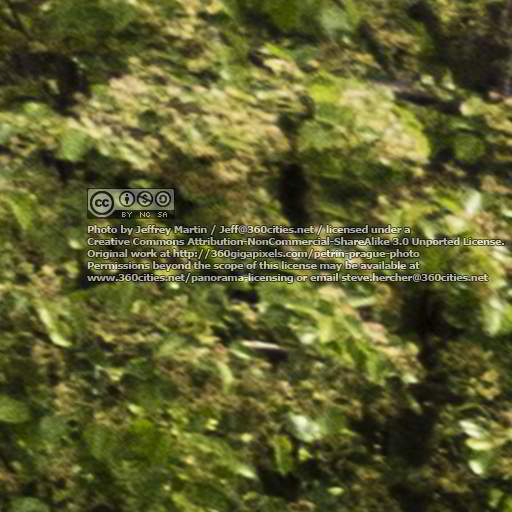 cc
BY NC SA
Photo by Jeffrey Martin / Jeff@360cities.net / licensed under a
Creative Commons Attribution-NonCommercial-ShareAlike 3.0 Unported License.
Original work at http://360gigapixels.com/petrin-prague-photo
Permissions beyond the scope of this license may be available at
www.360cities.net/panorama-licensing or email steve.hercher@360cities.net